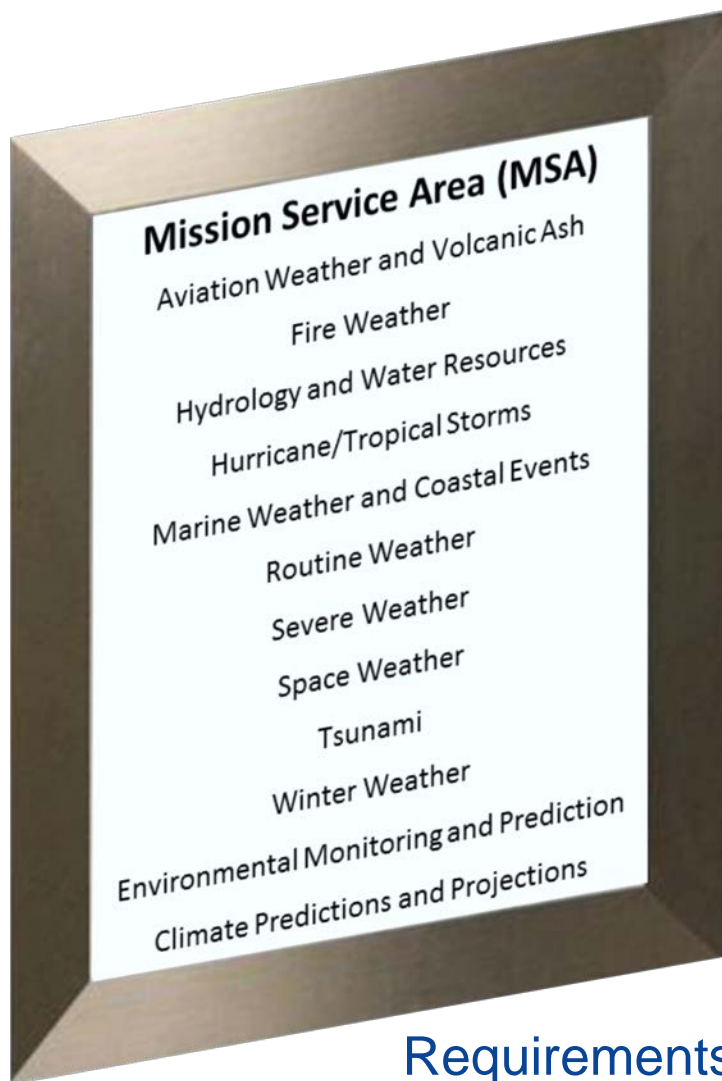 Mission Service Area (MSA)
Aviation Weather and Volcanic Ash
Fire Weather
Hydrology and Water Resources
Hurricane/Tropical Storms
Marine Weather and Coastal Events
Routine Weather
Severe Weather
Space Weather
Tsunami
Winter Weather
Environmental Monitoring and Prediction
Climate Predictions and Projections
Requirements